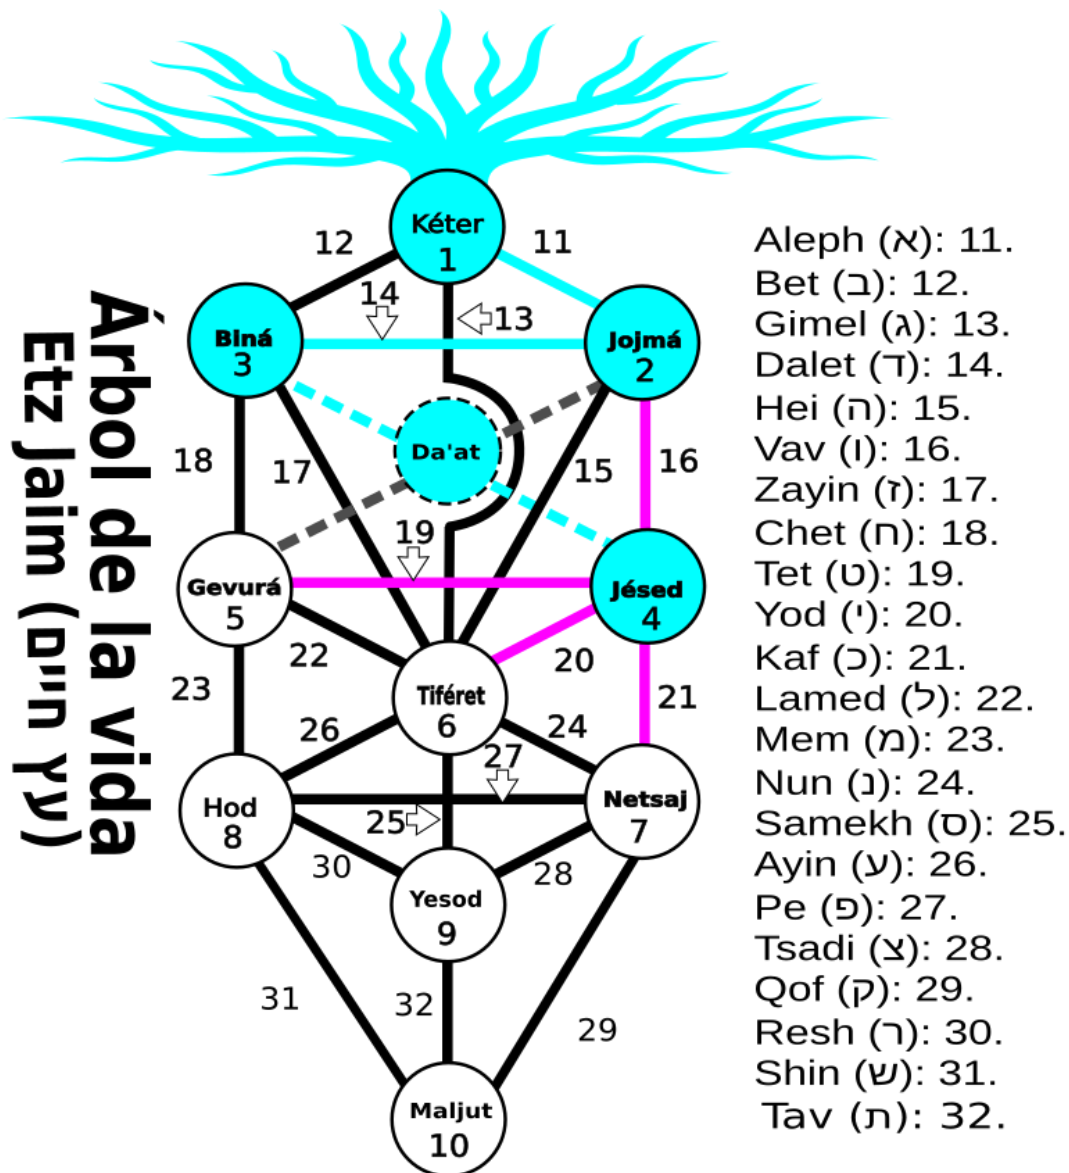 Árbol de la vida
Etz Jaim (עץ חיים)
Kéter
1
12
11
14
13
BIná
3
Jojmá
2
Da'at
18
17
15
16
19
Gevurá
5
Jésed
4
22
20
23
21
Tiféret
6
26
24
27
25
Hod
8
Netsaj
7
30
28
Yesod
9
31
32
29
Maljut
10
Aleph (א): 11.
Bet (ב): 12.
Gimel (ג): 13.
Dalet (ד): 14.
Hei (ה): 15.
Vav (ו): 16.
Zayin (ז): 17.
Chet (ח): 18.
Tet (ט): 19.
Yod (י): 20.
Kaf (כ): 21.
Lamed (ל): 22.
Mem (מ): 23.
Nun (נ): 24.
Samekh (ס): 25.
Ayin (ע): 26.
Pe (פ): 27.
Tsadi (צ): 28.
Qof (ק): 29.
Resh (ר): 30.
Shin (ש): 31.
Tav (ת): 32.